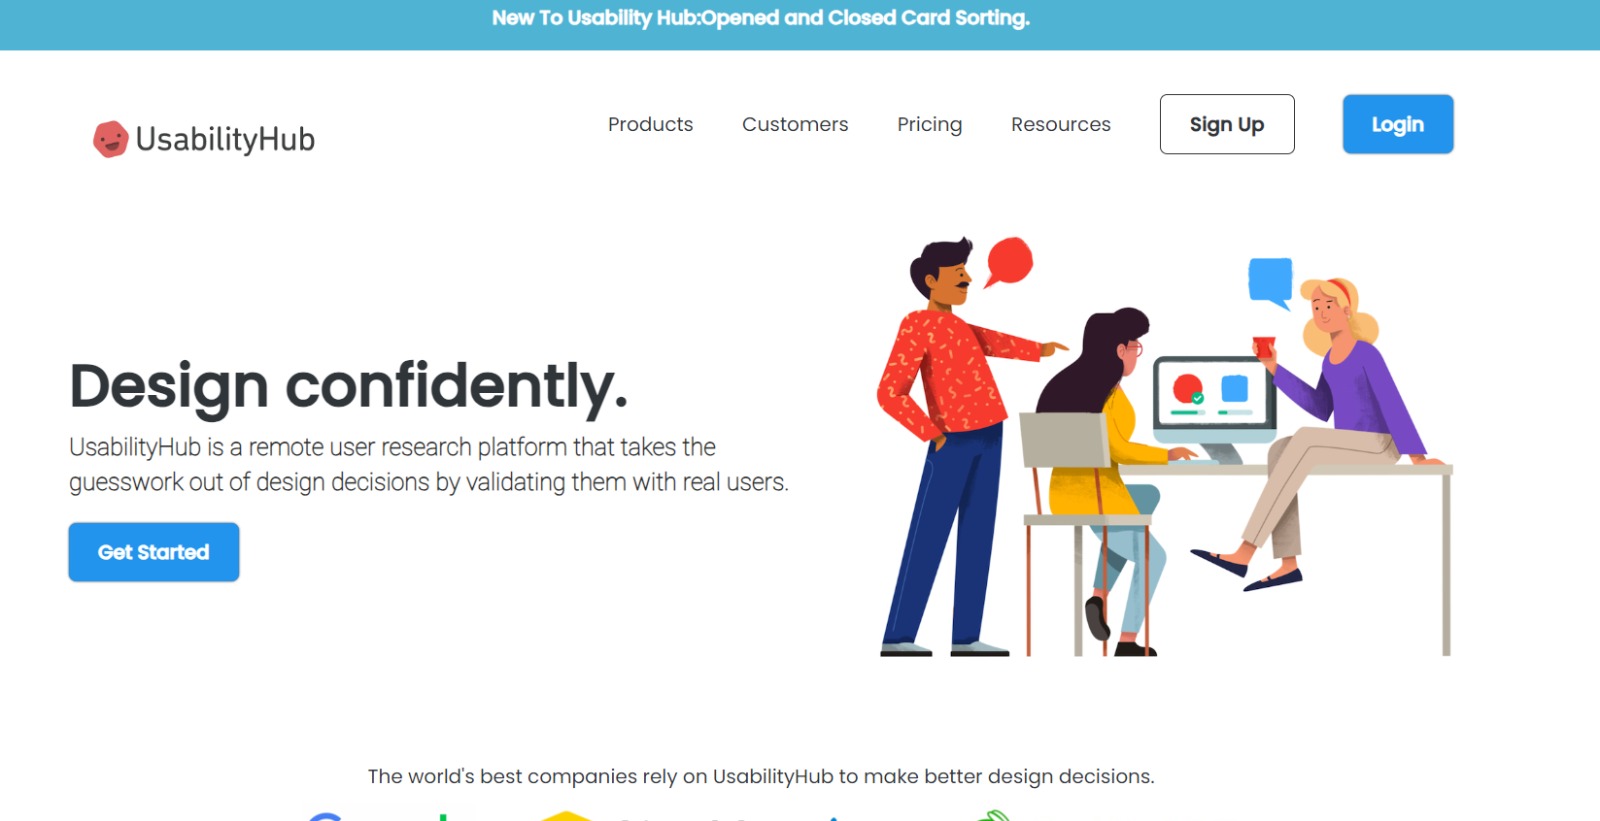 New To Usability Hub:Opened and Closed Card Sorting.
UsabilityHub
Products Customers Pricing Resources Sign Up Login
Design confidently.
UsabilityHub is a remote user research platform that takes the
guesswork out of design decisions by validating them with real users.
Get Started
The world's best companies rely on UsabilityHub to make better design decisions.